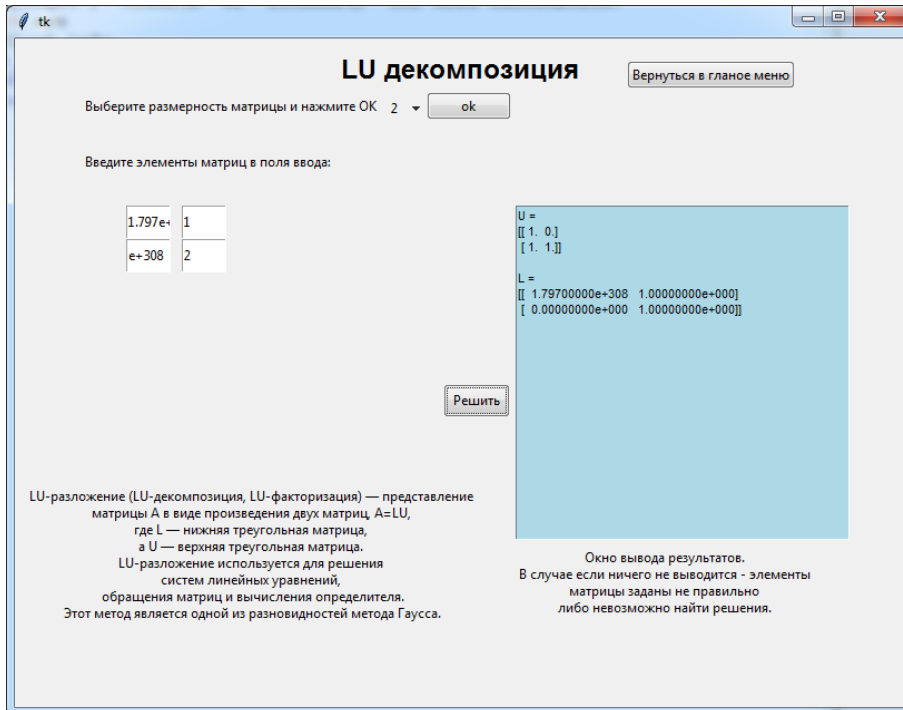 tk
LU декомпозиция
Вернуться в гланое меню
Выберите размерность матрицы и нажмите OK 2 ok
Введите элементы матриц в поля ввода:
1.797e+ 1
e+308 2
U =
[[ 1. 0.]
[ 1. 1.]]
L =
[[ 1.79700000e+308 1.00000000e+000]
[ 0.00000000e+000 1.00000000e+000]]
Решить
LU-разложение (LU-декомпозиция, LU-факторизация) — представление
матрицы A в виде произведения двух матриц, A=LU,
где L — нижняя треугольная матрица,
а U — верхняя треугольная матрица.
LU-разложение используется для решения
систем линейных уравнений,
обращения матриц и вычисления определителя.
Этот метод является одной из разновидностей метода Гаусса.
Окно вывода результатов.
В случае если ничего не выводится - элементы
матрицы заданы не правильно
либо невозможно найти решения.